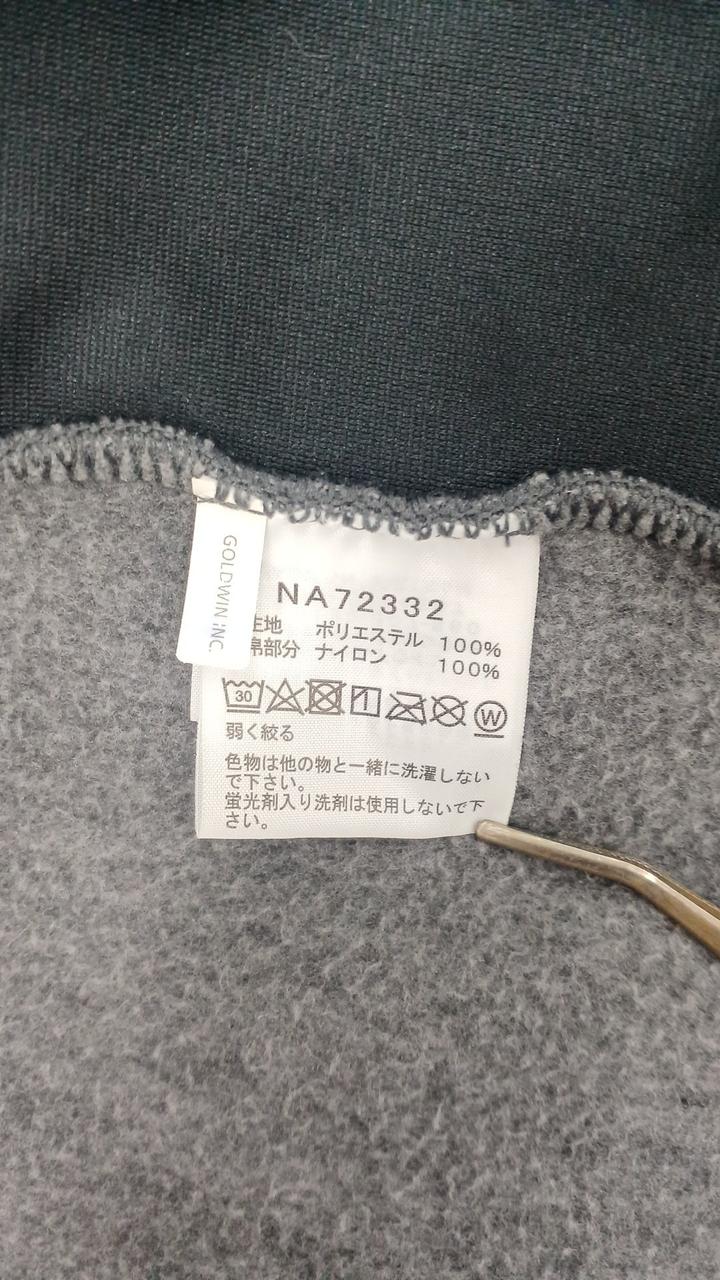 GOLDWIN INC.
NA72332
生地 ポリエステル 100%
部分 ナイロン 100%
30
W
弱く絞る
色物は他の物と一緒に洗濯しない
で下さい。
蛍光剤入り洗剤は使用しないで下
さい。